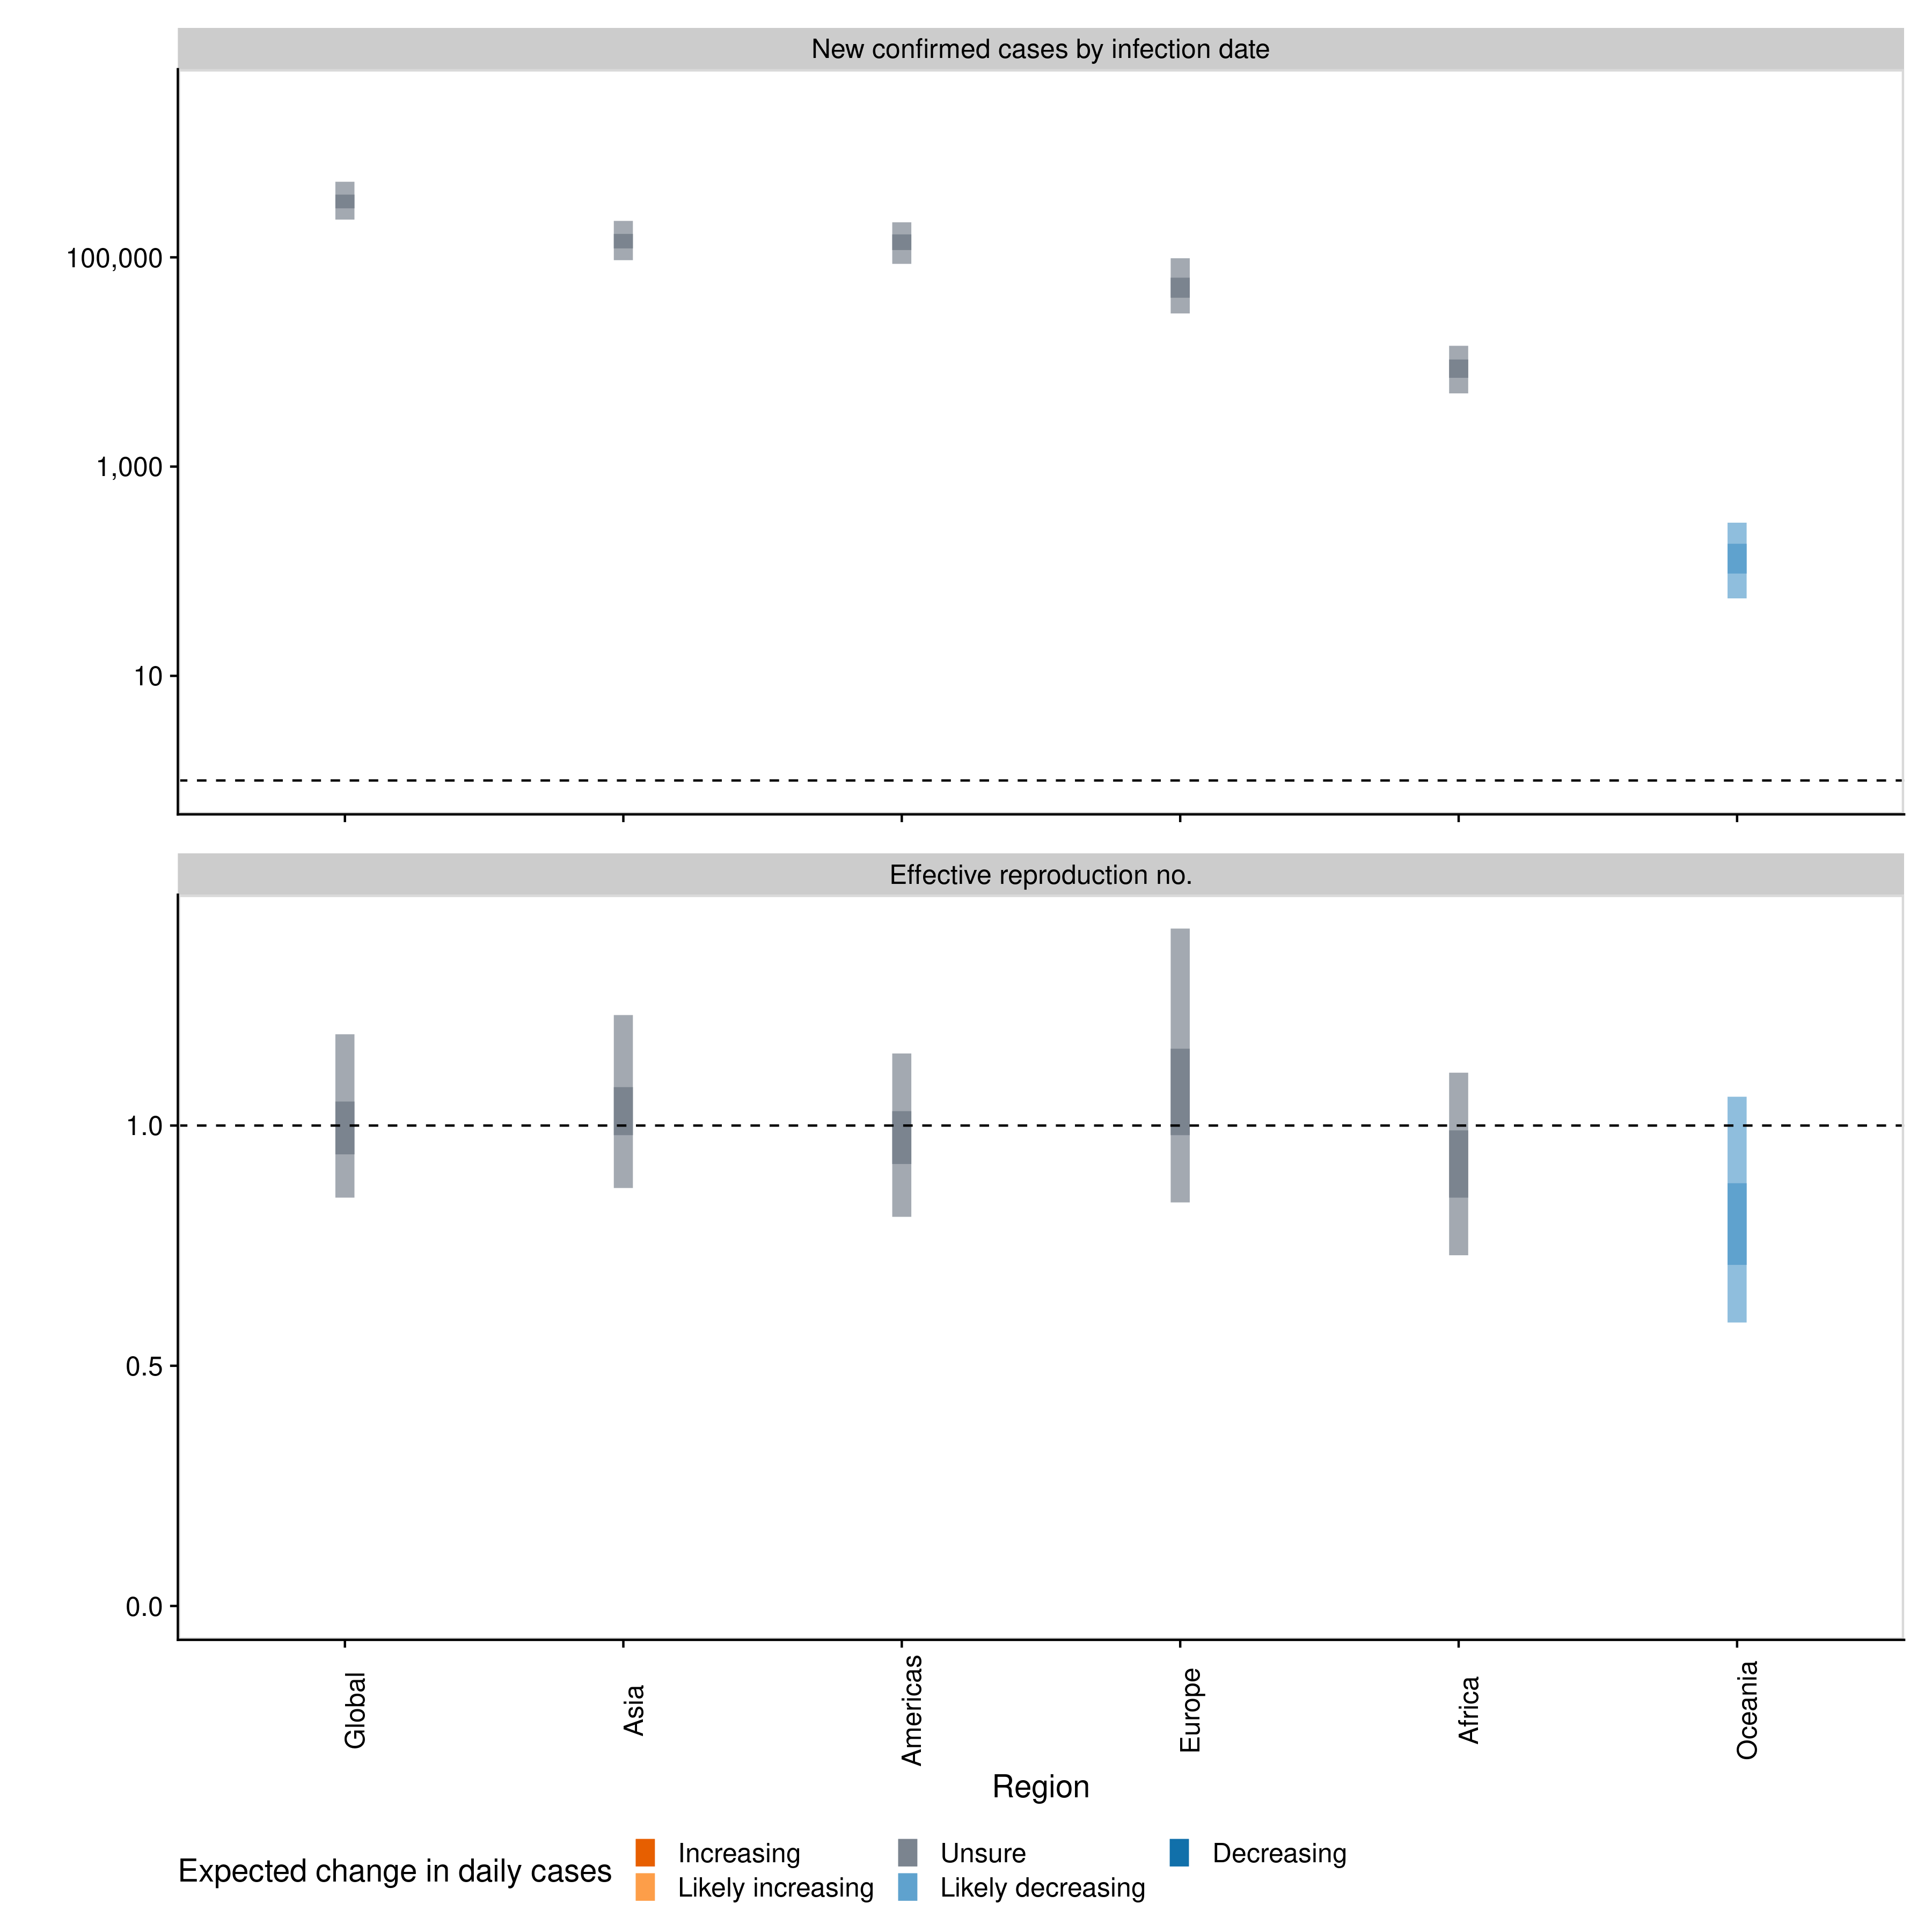 New confirmed cases by infection date
100,000
1,000
10
Effective reproduction no.
1.0
0.5
0.0
Global
Asia
Americas
Europe
Africa
Oceania
Region
Expected change in daily cases
Increasing
Likely increasing
Unsure
Likely decreasing
Decreasing